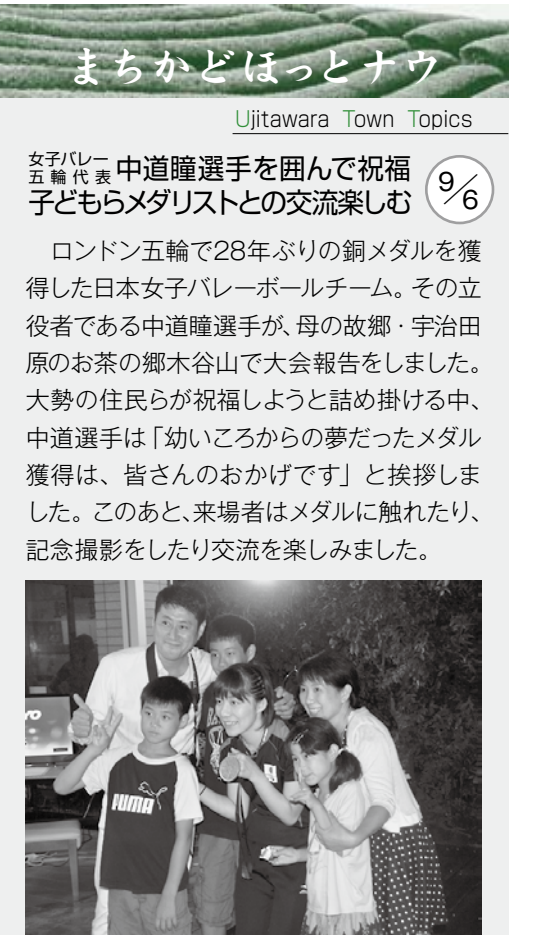 まちかどほっとナウ
Ujitawara Town Topics
女子バレー
五輪代表 中道瞳選手を囲んで祝福
子どもらメダリストとの交流楽しむ
9/6
　ロンドン五輪で28年ぶりの銅メダルを獲
得した日本女子バレーボールチーム。その立
役者である中道瞳選手が、母の故郷・宇治田
原のお茶の郷木谷山で大会報告をしました。
大勢の住民らが祝福しようと詰め掛ける中、
中道選手は「幼いころからの夢だったメダル
獲得は、皆さんのおかげです」と挨拶しま
した。このあと、来場者はメダルに触れたり、
記念撮影をしたり交流を楽しみました。
PUMA